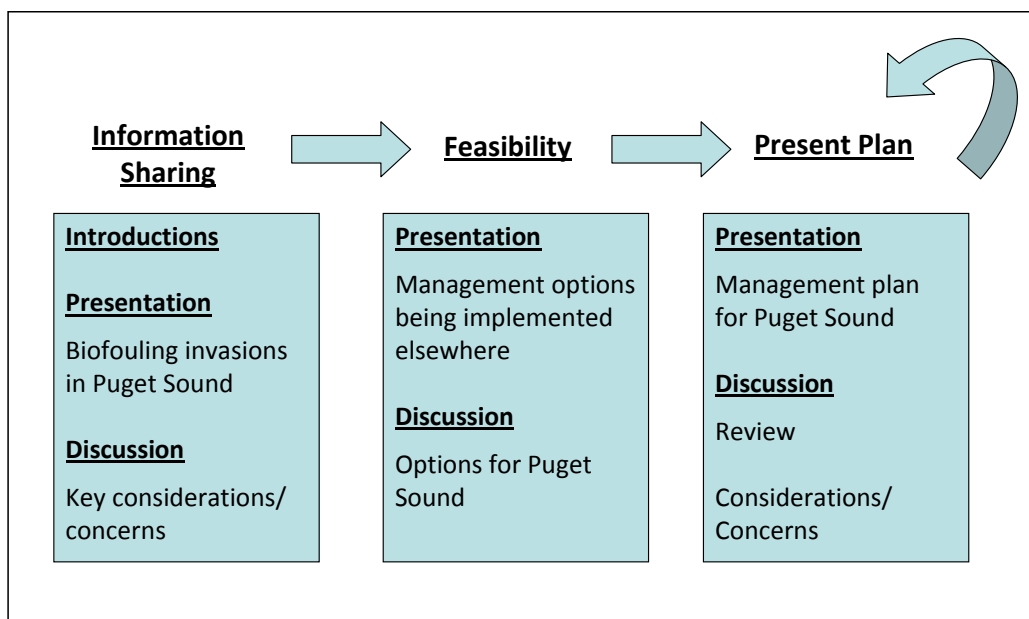 Information
Sharing
Feasibility
Present Plan
Introductions
Presentation
Biofouling invasions
in Puget Sound
Discussion
Key considerations/
concerns
Presentation
Management options
being implemented
elsewhere
Discussion
Options for Puget
Sound
Presentation
Management plan
for Puget Sound
Discussion
Review
Considerations/
Concerns